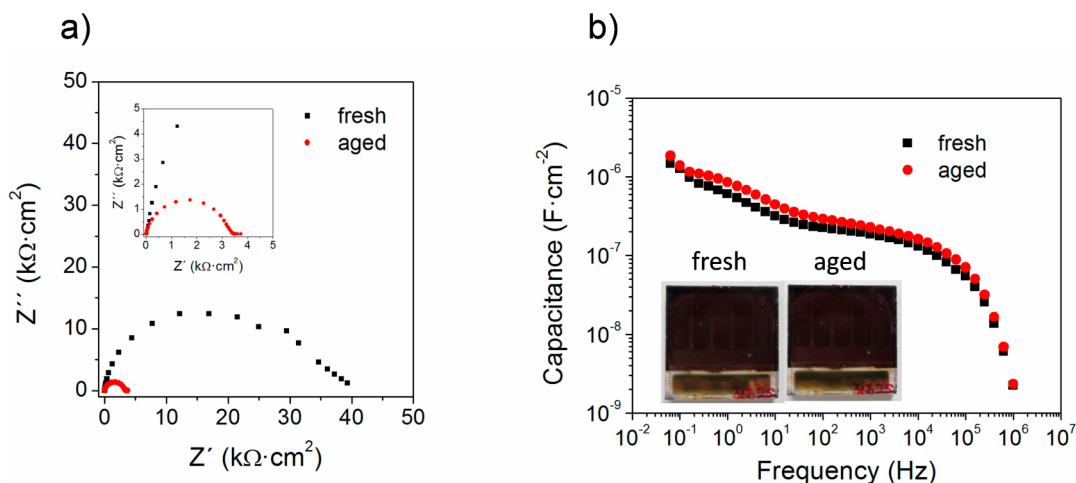 a)
50
40
30
20
10
0
Z´´ (kΩ·cm²)
0 10 20 30 40 50
Z´ (kΩ·cm²)
fresh
aged
5
4
3
2
1
0
Z´´ (kΩ·cm²)
0 1 2 3 4 5
Z´ (kΩ·cm²)
b)
10⁻⁵
10⁻⁶
10⁻⁷
10⁻⁸
10⁻⁹
Capacitance (F·cm⁻²)
fresh
aged
fresh aged
10⁻² 10⁻¹ 10⁰ 10¹ 10² 10³ 10⁴ 10⁵ 10⁶ 10⁷
Frequency (Hz)